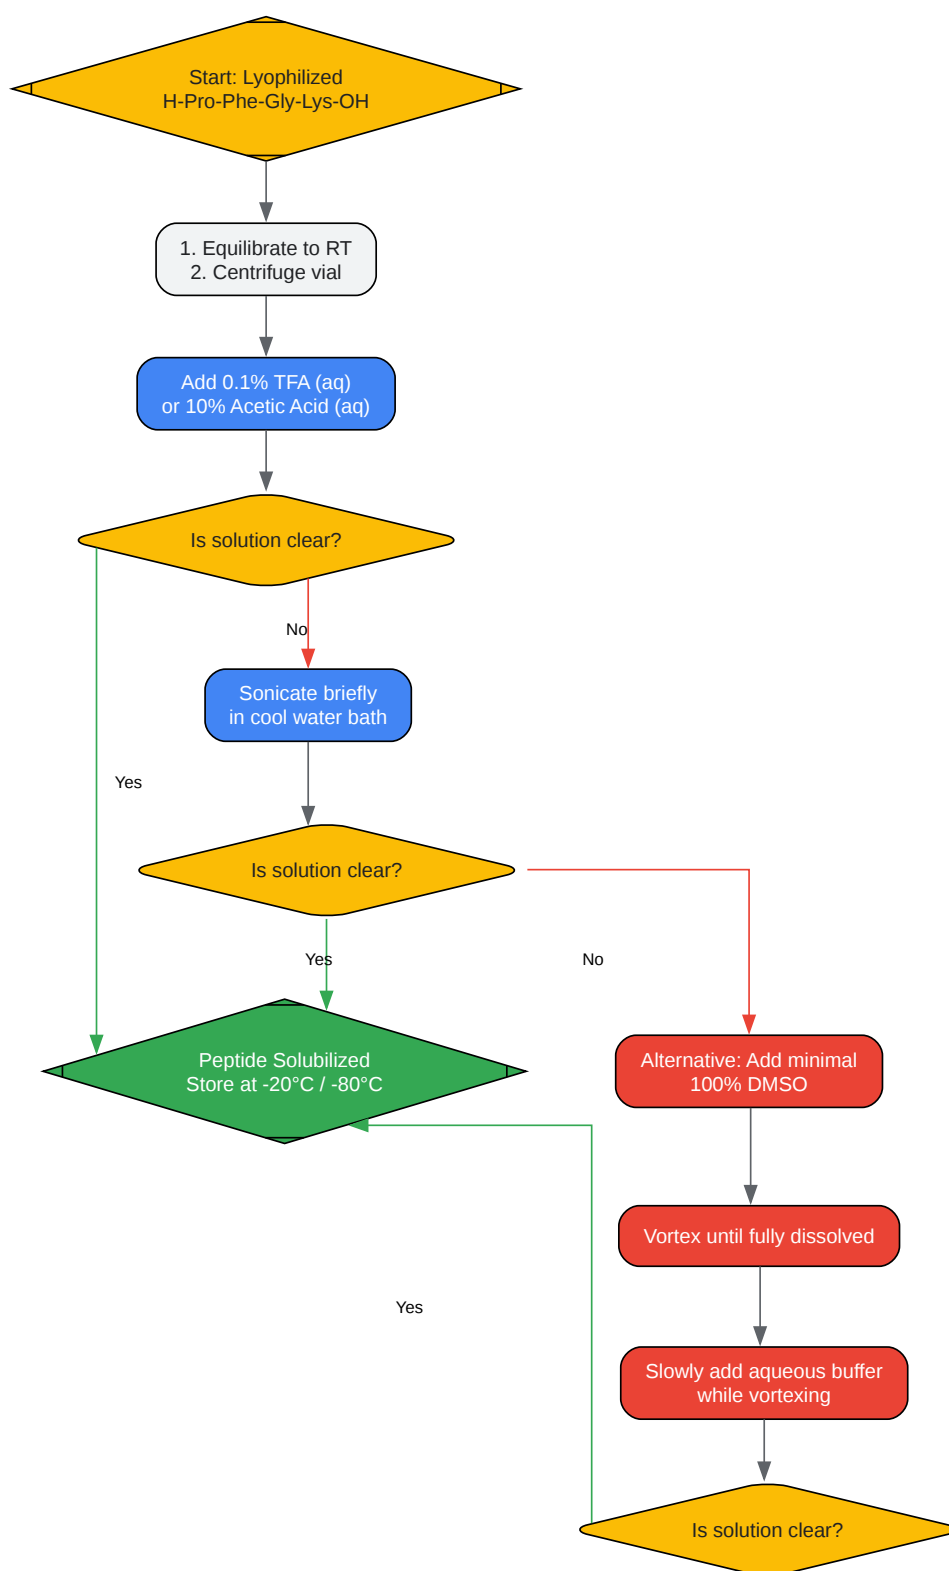 Start: Lyophilized
H-Pro-Phe-Gly-Lys-OH
1. Equilibrate to RT
2. Centrifuge vial
Add 0.1% TFA (aq)
or 10% Acetic Acid (aq)
Is solution clear?
No
Sonicate briefly
in cool water bath
Yes
Is solution clear?
Yes
No
Peptide Solubilized
Store at -20°C / -80°C
Alternative: Add minimal
100% DMSO
Vortex until fully dissolved
Yes
Slowly add aqueous buffer
while vortexing
Is solution clear?